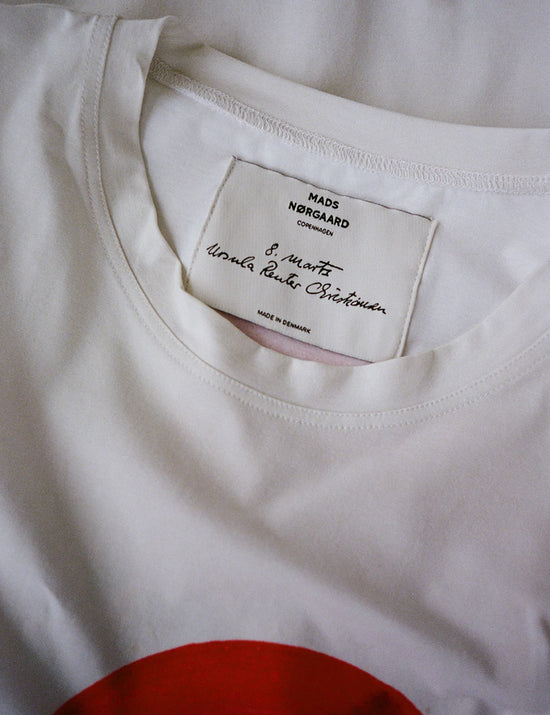 MADS
NØRGAARD
COPENHAGEN
8. marts
Ursula Reuter Christiansen
MADE IN DENMARK